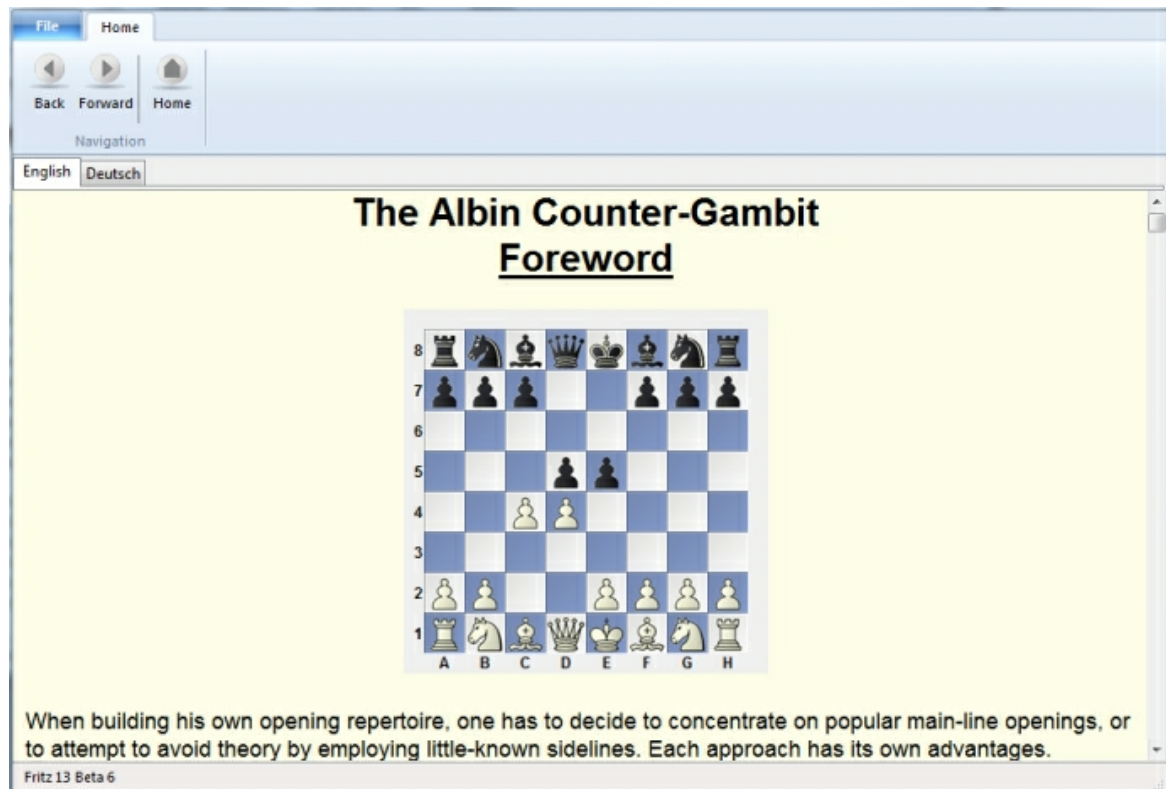 File Home
Back Forward Home
Navigation
English Deutsch
The Albin Counter-Gambit
Foreword
8
7
6
5
4
3
2
1
A B C D E F G H
When building his own opening repertoire, one has to decide to concentrate on popular main-line openings, or
to attempt to avoid theory by employing little-known sidelines. Each approach has its own advantages.
Fritz 13 Beta 6